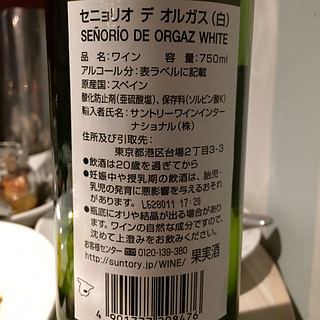 セニョリオ デ オルガス(白)
SEÑORÍO DE ORGAZ WHITE
品 名:ワイン 容 量:750ml
アルコール分:表ラベルに記載
原産国:スペイン
酸化防止剤(亜硫酸塩)、保存料(ソルビン酸K)
輸入者氏名:サントリーワインインター
ナショナル(株)
住所及び引取先:
東京都港区台場2丁目3-3
●飲酒は20歳を過ぎてから
●妊娠中や授乳期の飲酒は、胎児・
乳児の発育に悪影響を与えるおそれ
があります。
L528011 17:20
●瓶底にオリや結晶が出る場合があり
ます。ワインの自然な成分ですので、
沈めて上澄みをお飲みください。
お客様センター 0120-139-380
http://suntory.jp/WINE/
果実酒